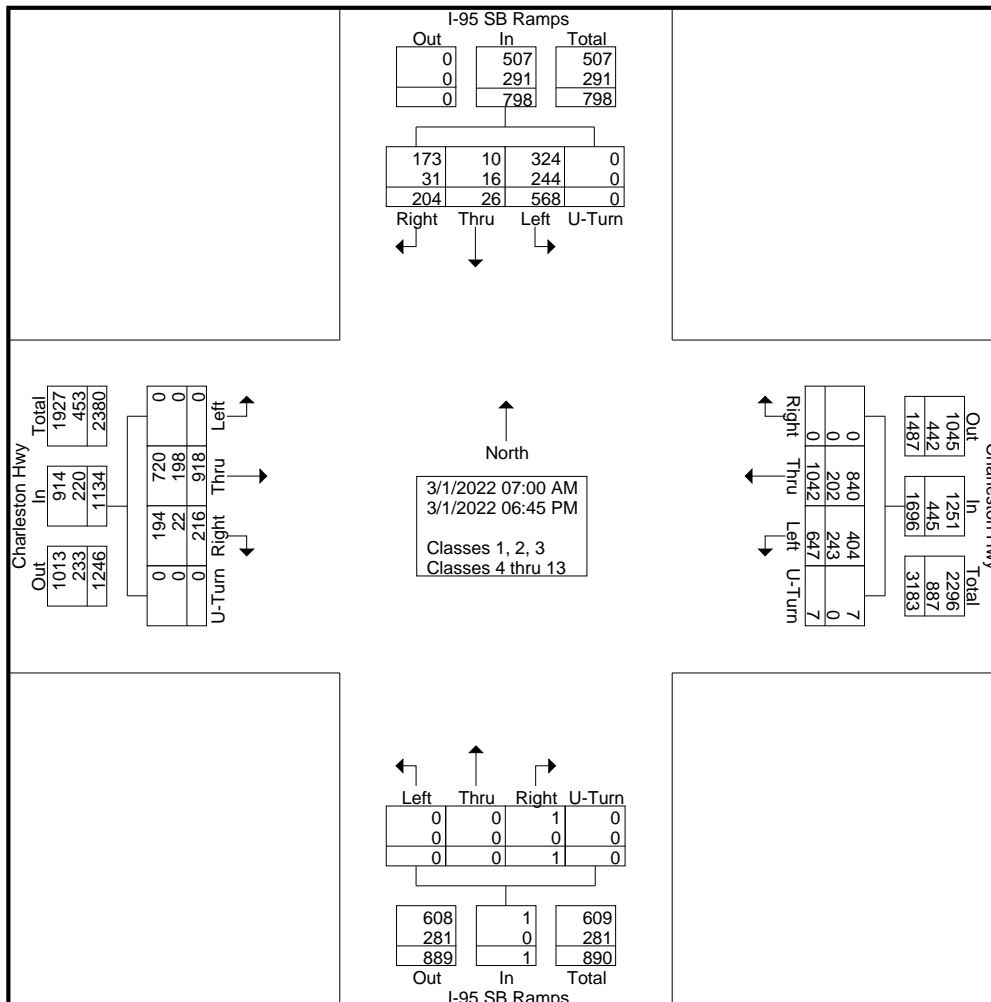 I-95 SB Ramps
Out In Total
0 507 507
0 291 291
0 798 798
173 10 324 0
31 16 244 0
204 26 568 0
Right Thru Left U-Turn
Charleston Hwy
Total In Out
1927 914 1013
453 220 233
2380 1134 1246
0 720 194 0
0 198 22 0
0 918 216 0
Left Thru Right U-Turn
North
3/1/2022 07:00 AM
3/1/2022 06:45 PM
Classes 1, 2, 3
Classes 4 thru 13
Right Thru Left U-Turn
0 1042 647 7
0 202 243 0
0 840 404 7
Out In Total
1045 1251 2296
442 445 887
1487 1696 3183
Charleston Hwy
Left Thru Right U-Turn
0 0 1 0
0 0 0 0
0 0 1 0
608 1 609
281 0 281
889 1 890
Out In Total
I-95 SB Ramps